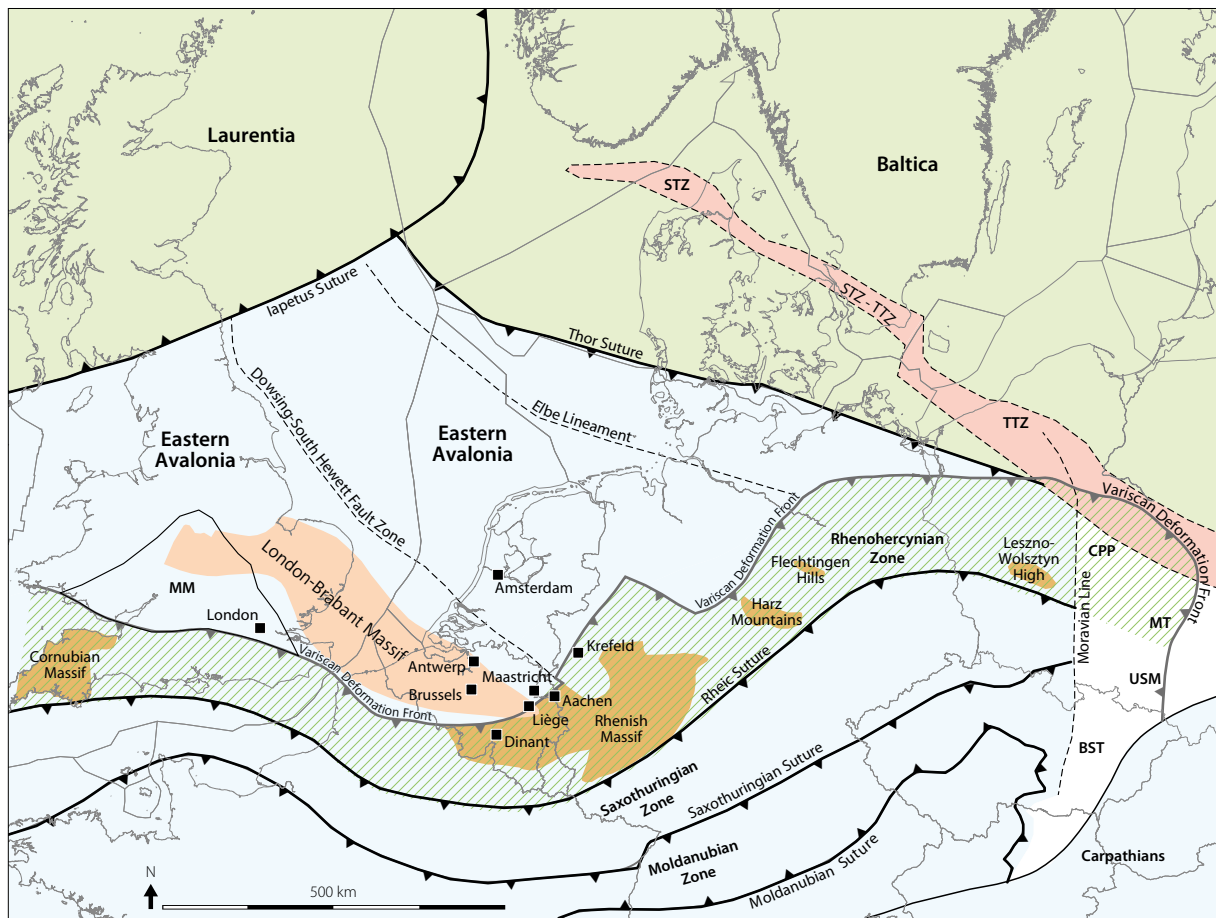 Laurentia
Baltica
STZ
Iapetus Suture
STZ - TTZ
Thor Suture
Dowsing-South Hewett Fault Zone
Elbe Lineament
TTZ
Eastern
Avalonia
Eastern
Avalonia
Variscan Deformation Front
Variscan Deformation Front
Rhenohercynian
Zone
Leszno-
Wolsztyn
High
CPP
Flechtingen
Hills
London-Brabant Massif
MM
Amsterdam
Harz
Mountains
Moravian Line
London
MT
Krefeld
Cornubian
Massif
Variscan Deformation Front
Antwerp
Maastricht
Brussels
Aachen
Rheic Suture
USM
Liège
Rhenish
Massif
Dinant
BST
Saxothuringian
Zone
Saxothuringian Suture
Moldanubian
Zone
Moldanubian Suture
Carpathians
N
500 km